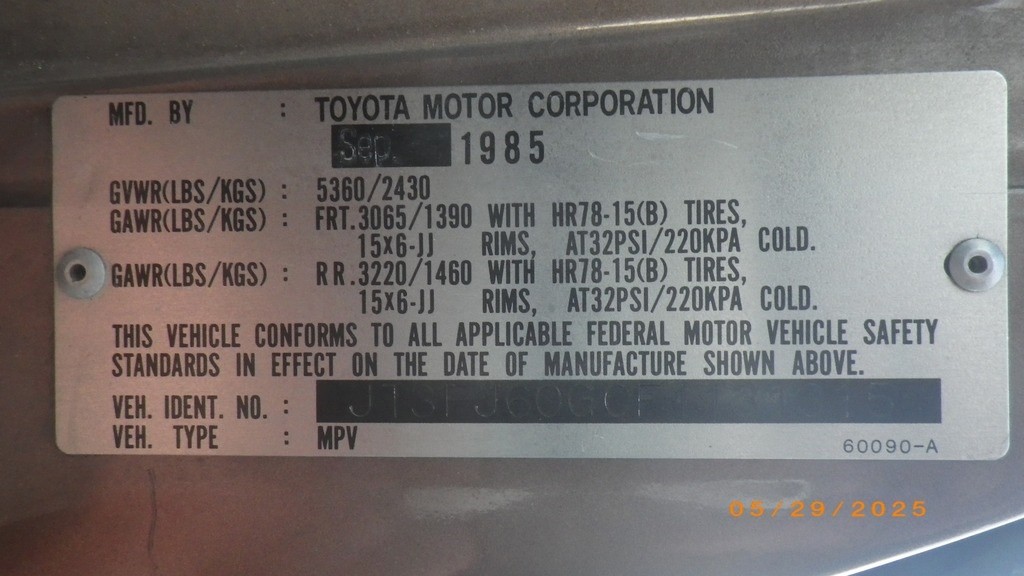 MFD. BY : TOYOTA MOTOR CORPORATION
Sep. 1985
GVWR(LBS/KGS) : 5360/2430
GAWR(LBS/KGS) : FRT.3065/1390 WITH HR78-15(B) TIRES,
15x6-JJ RIMS, AT32PSI/220KPA COLD.
GAWR(LBS/KGS) : RR.3220/1460 WITH HR78-15(B) TIRES,
15x6-JJ RIMS, AT32PSI/220KPA COLD.
THIS VEHICLE CONFORMS TO ALL APPLICABLE FEDERAL MOTOR VEHICLE SAFETY
STANDARDS IN EFFECT ON THE DATE OF MANUFACTURE SHOWN ABOVE.
VEH. IDENT. NO. :
VEH. TYPE : MPV
60090-A
05/29/2025